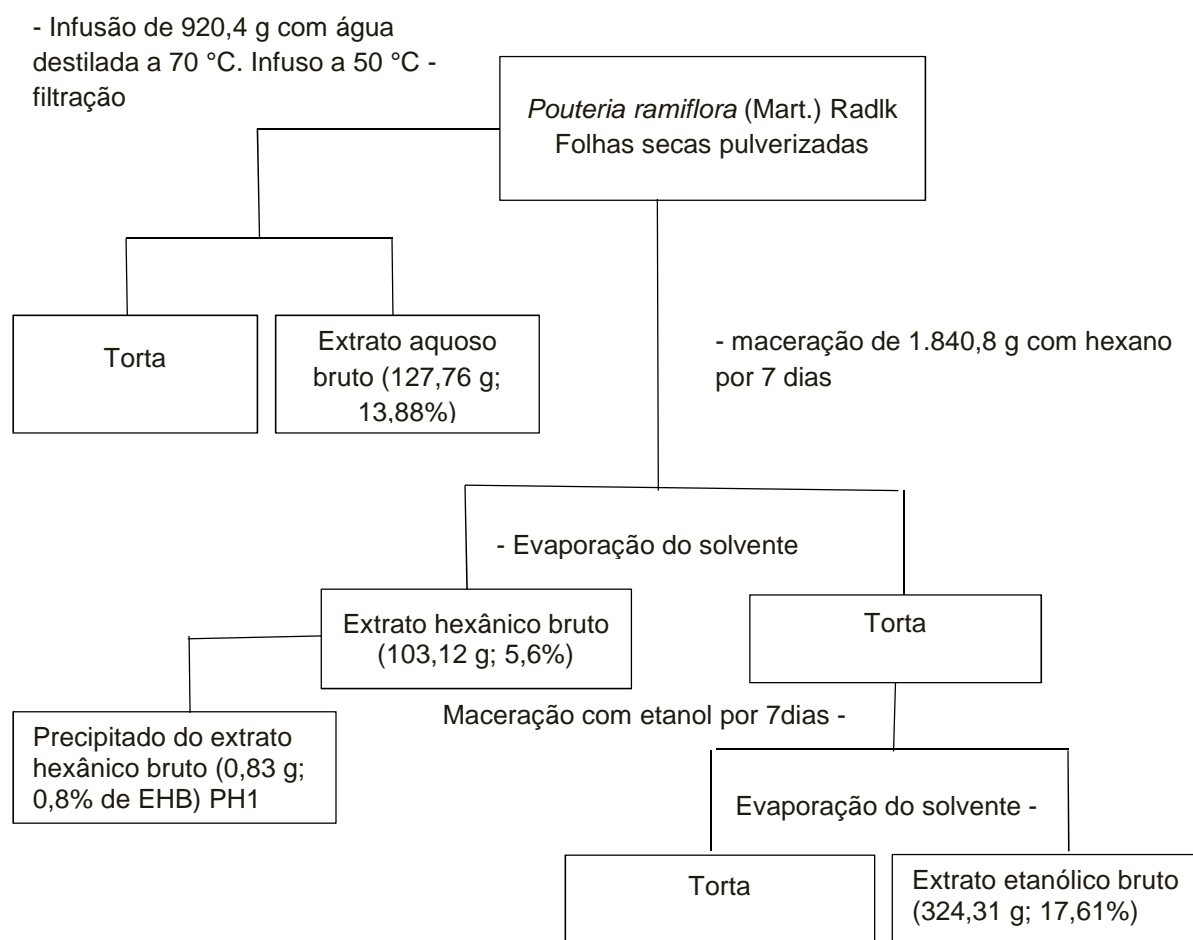 - Infusão de 920,4 g com água
destilada a 70 °C. Infuso a 50 °C -
filtração
Pouteria ramiflora (Mart.) Radlk
Folhas secas pulverizadas
Torta
Extrato aquoso
bruto (127,76 g;
13,88%)
- maceração de 1.840,8 g com hexano
por 7 dias
- Evaporação do solvente
Extrato hexânico bruto
(103,12 g; 5,6%)
Torta
Maceração com etanol por 7dias -
Precipitado do extrato
hexânico bruto (0,83 g;
0,8% de EHB) PH1
Evaporação do solvente -
Torta
Extrato etanólico bruto
(324,31 g; 17,61%)